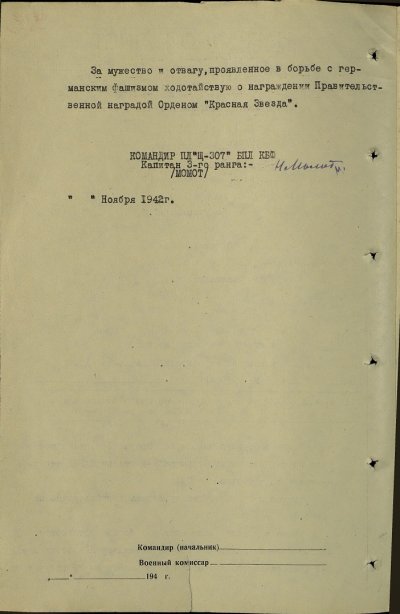 За мужество и отвагу, проявленное в борьбе с гер-
манским фашизмом ходотайствую о награждении Правительст-
венной наградой Орденом "Красная Звезда".
КОМАНДИР ПЛ"Щ-307" БПЛ КБФ
Капитан 3-го ранга:-
/МОМОТ/
" " Ноября 1942г.
Командир (начальник)
Военный комиссар
" " 194 г.